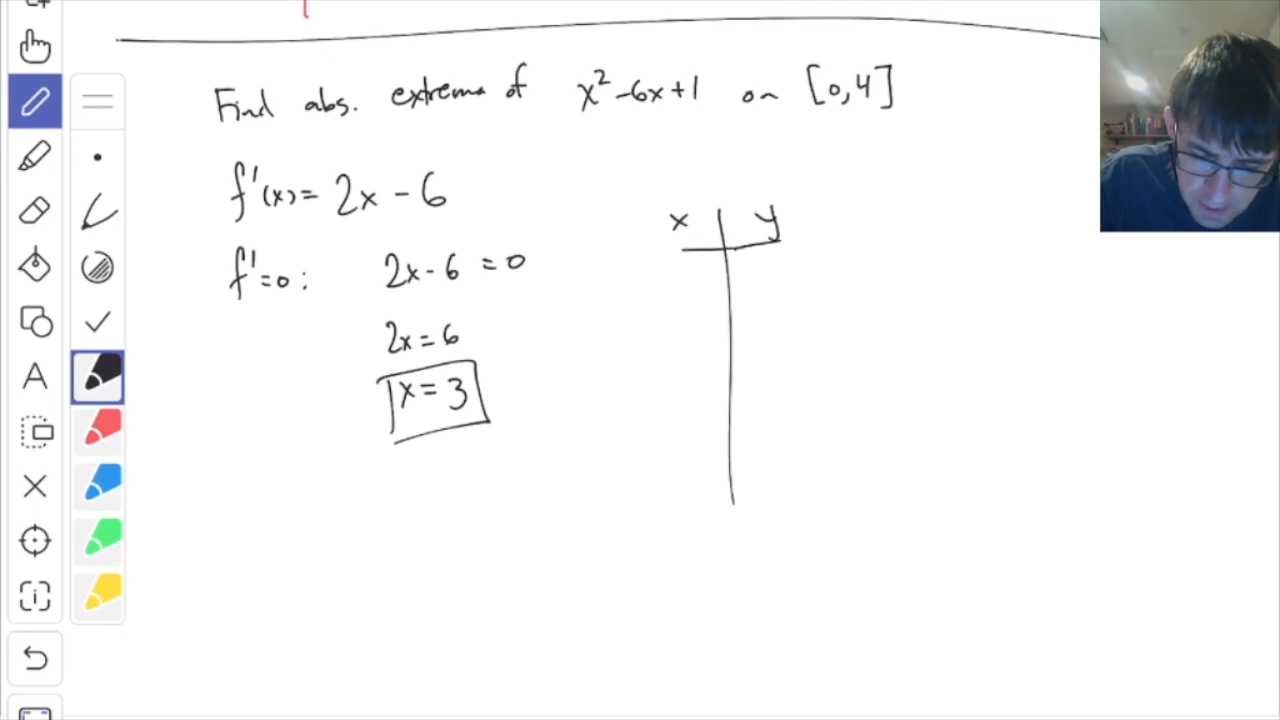 Find abs. extrema of x²-6x+1 on [0,4]
f'(x)= 2x - 6
f'=0: 2x-6 =0
2x=6
x=3
x y
A